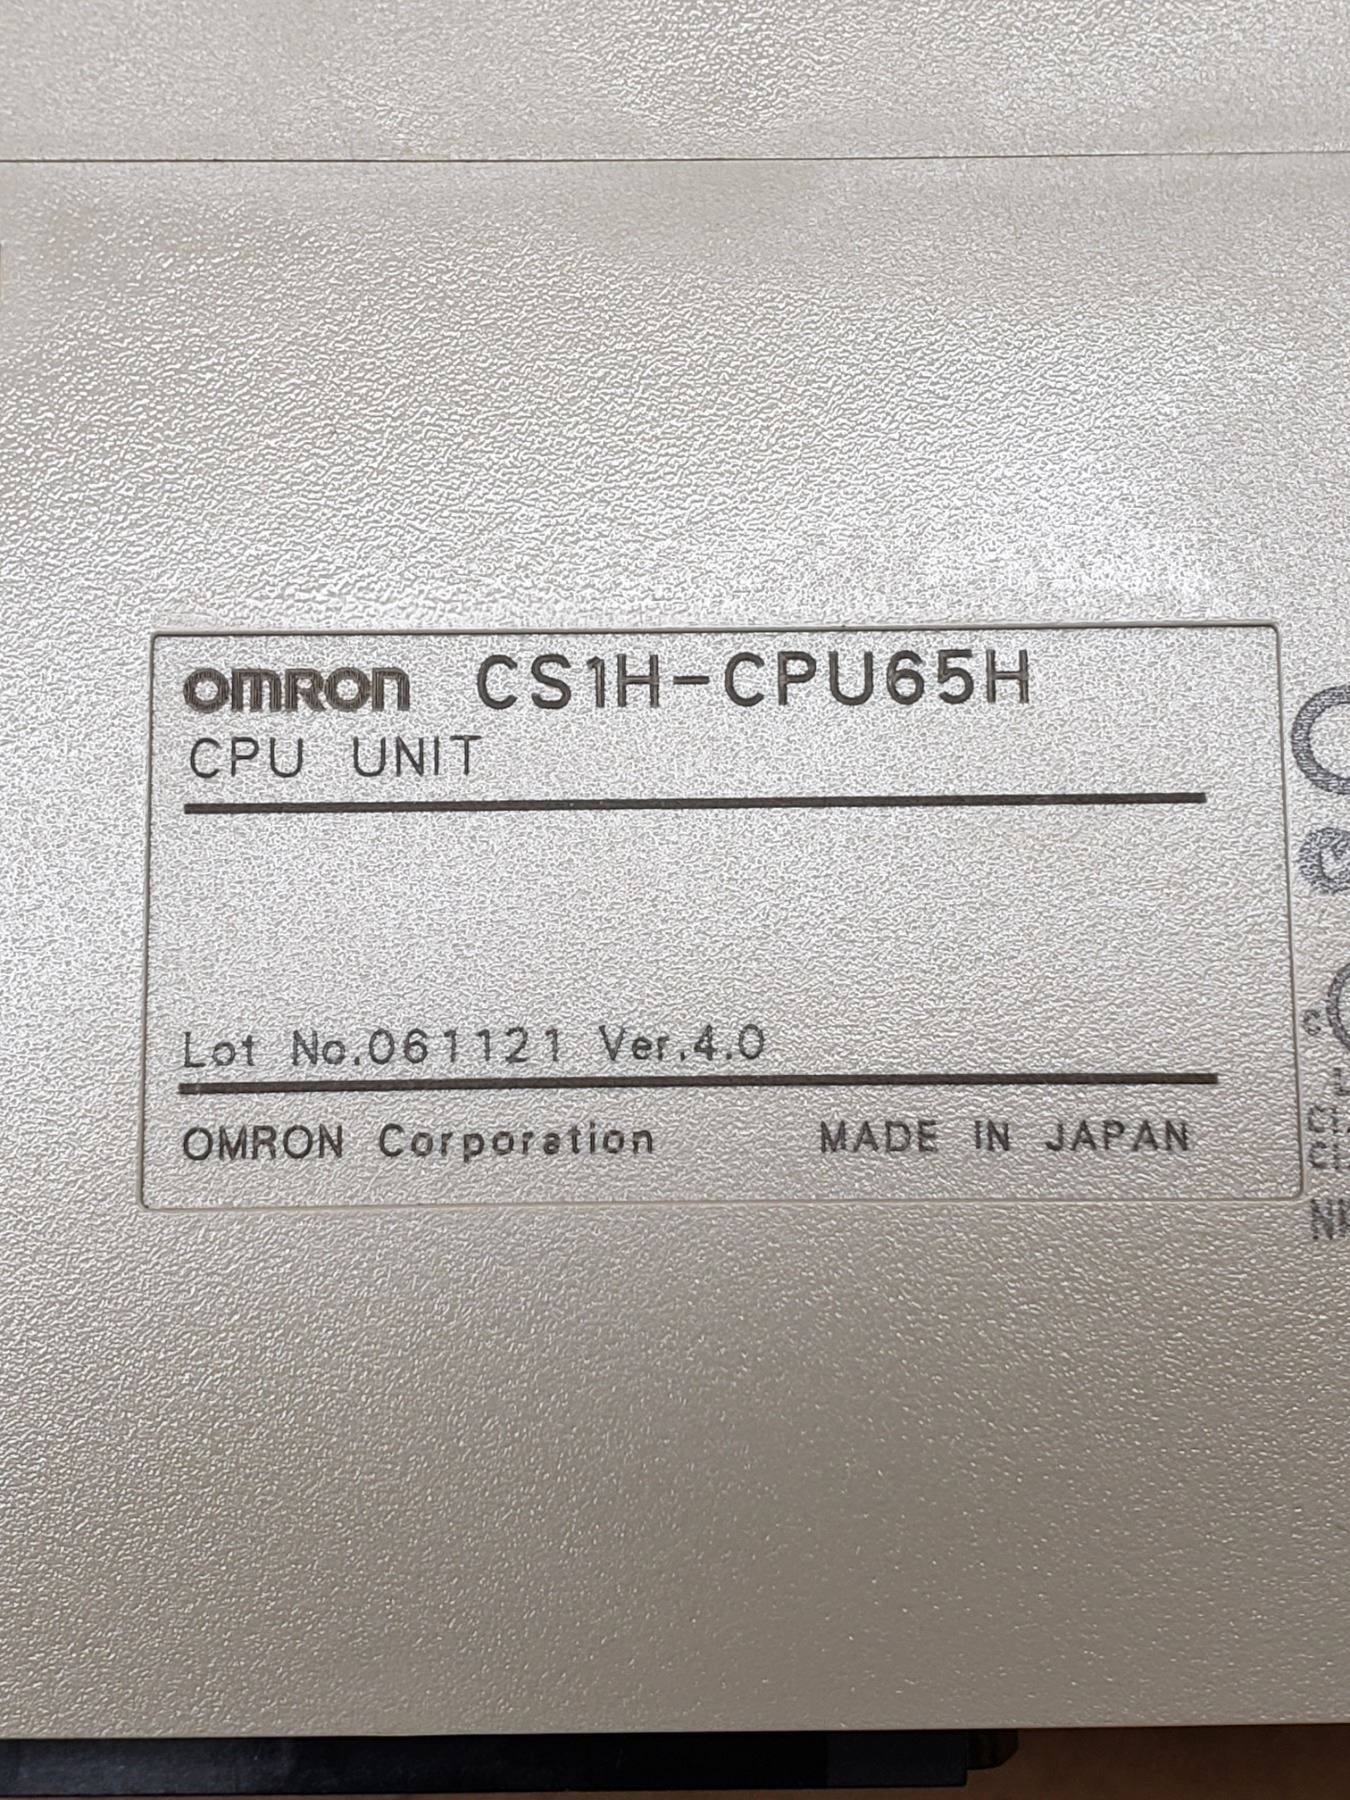 OMRON CS1H-CPU65H
CPU UNIT
Lot No.061121 Ver.4.0
OMRON Corporation MADE IN JAPAN